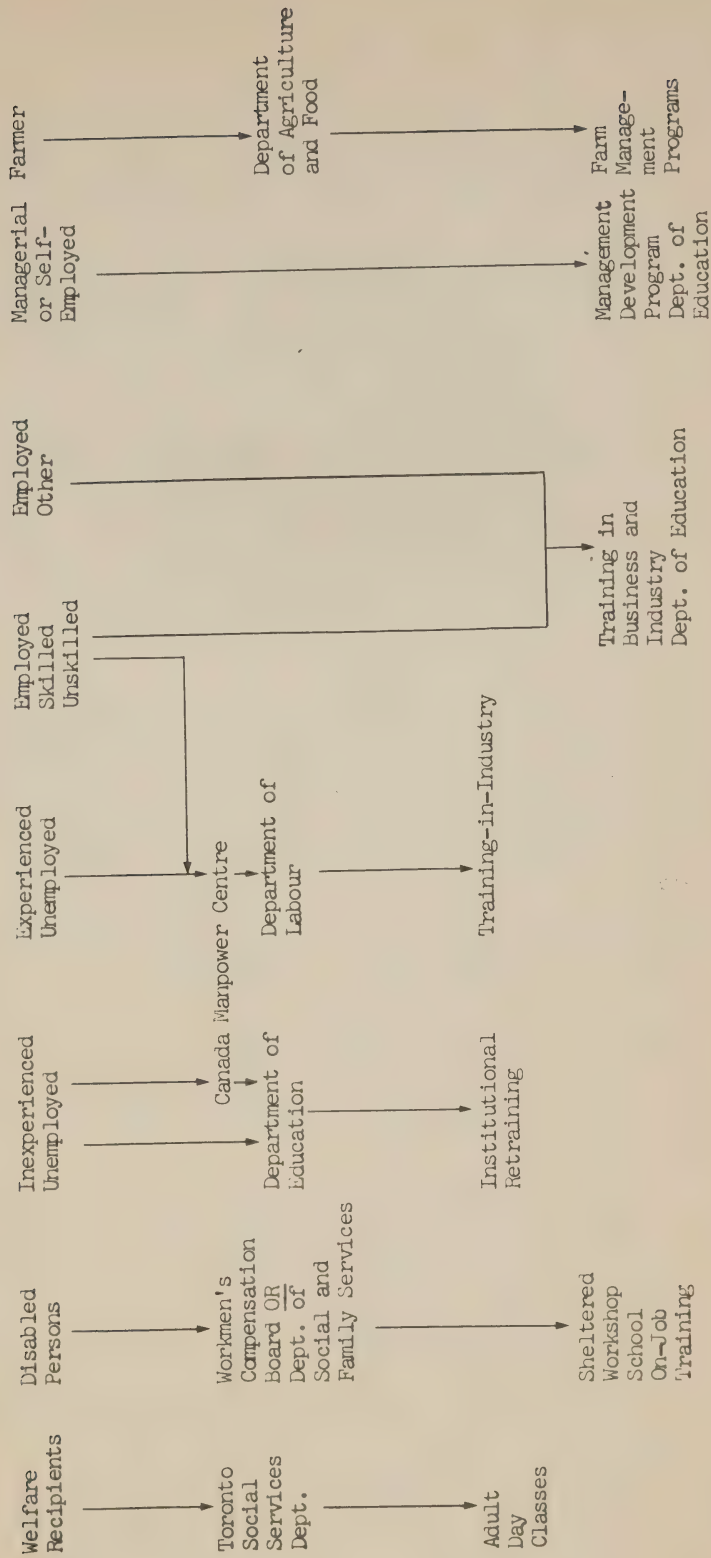 Welfare
Recipients
Disabled
Persons
Inexperienced
Unemployed
Experienced
Unemployed
Employed
Skilled
Unskilled
Employed
Other
Managerial
or Self-
Employed
Farmer
Toronto
Social
Services
Dept.
Workmen's
Compensation
Board OR
Dept. of
Social and
Family Services
Canada Manpower Centre
Department of
Education
Department of
Labour
Department
of Agriculture
and Food
Adult
Day
Classes
Sheltered
Workshop
School
On-Job
Training
Institutional
Retraining
Training-in-Industry
Training in
Business and
Industry
Dept. of Education
Management
Development
Program
Dept. of
Education
Farm
Manage-
ment
Programs